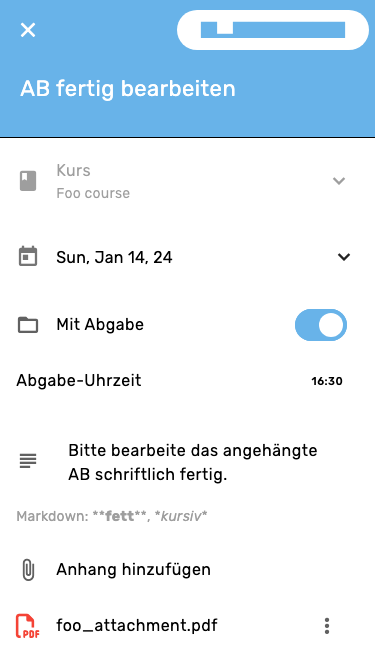 AB fertig bearbeiten
Kurs
Foo course
Sun, Jan 14, 24
Mit Abgabe
Abgabe-Uhrzeit
16:30
Bitte bearbeite das angehängte
AB schriftlich fertig.
Markdown: **fett**, *kursiv*
Anhang hinzufügen
PDF
foo_attachment.pdf